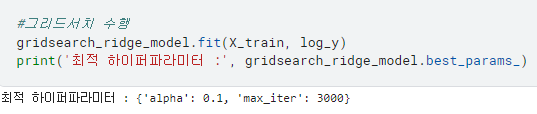 #그리드서치 수행
gridsearch_ridge_model.fit(X_train, log_y)
print('최적 하이퍼파라미터 :', gridsearch_ridge_model.best_params_)
최적 하이퍼파라미터 : {'alpha': 0.1, 'max_iter': 3000}